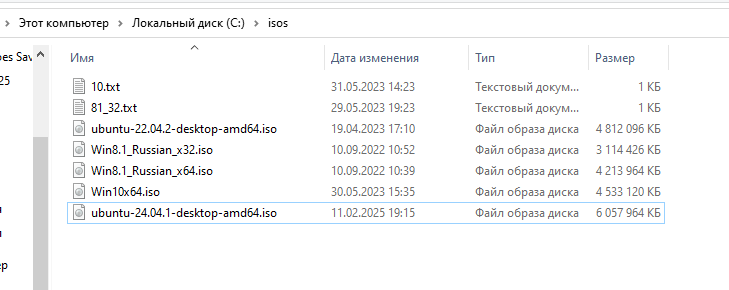 Этот компьютер > Локальный диск (C:) > isos
oes Sav
25
ер
Имя Дата изменения Тип Размер
10.txt 31.05.2023 14:23 Текстовый докум... 1 КБ
81_32.txt 29.05.2023 19:23 Текстовый докум... 1 КБ
ubuntu-22.04.2-desktop-amd64.iso 19.04.2023 17:10 Файл образа диска 4 812 096 КБ
Win8.1_Russian_x32.iso 10.09.2022 10:52 Файл образа диска 3 114 426 КБ
Win8.1_Russian_x64.iso 10.09.2022 10:39 Файл образа диска 4 213 964 КБ
Win10x64.iso 30.05.2023 15:35 Файл образа диска 4 533 120 КБ
ubuntu-24.04.1-desktop-amd64.iso 11.02.2025 19:15 Файл образа диска 6 057 964 КБ